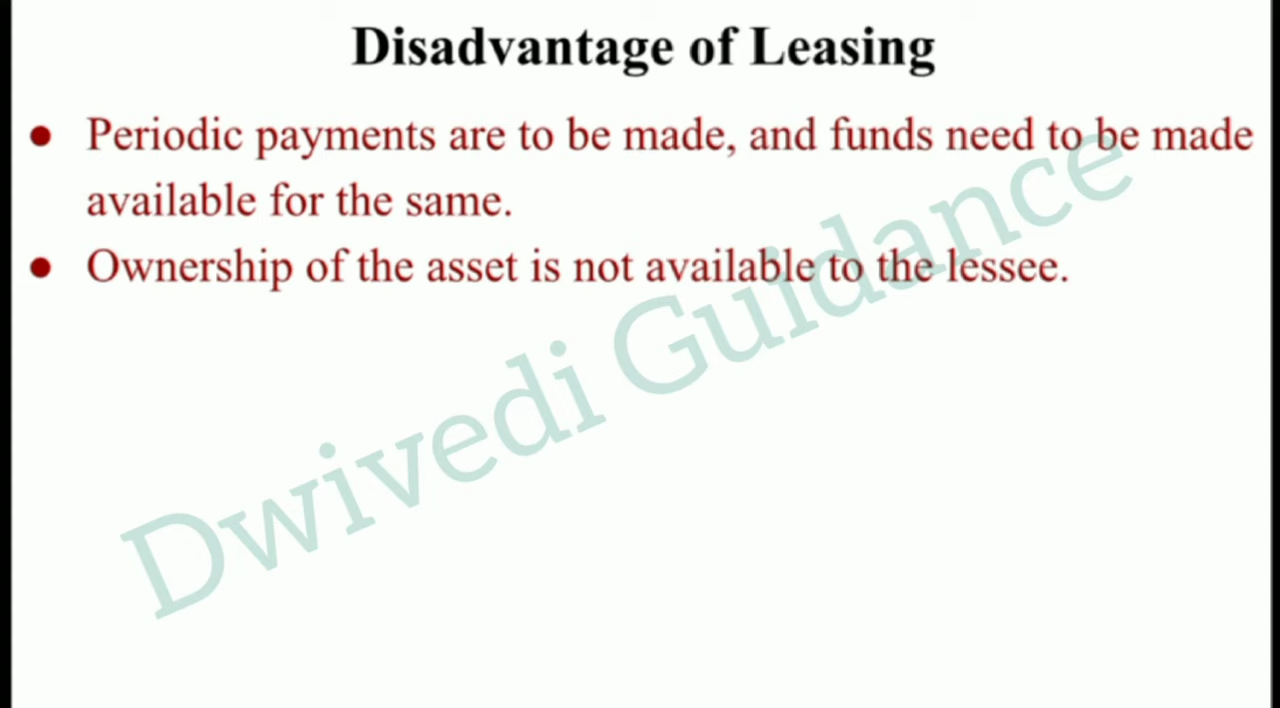 Disadvantage of Leasing
● Periodic payments are to be made, and funds need to be made
available for the same.
● Ownership of the asset is not available to the lessee.
Dwivedi Guidance